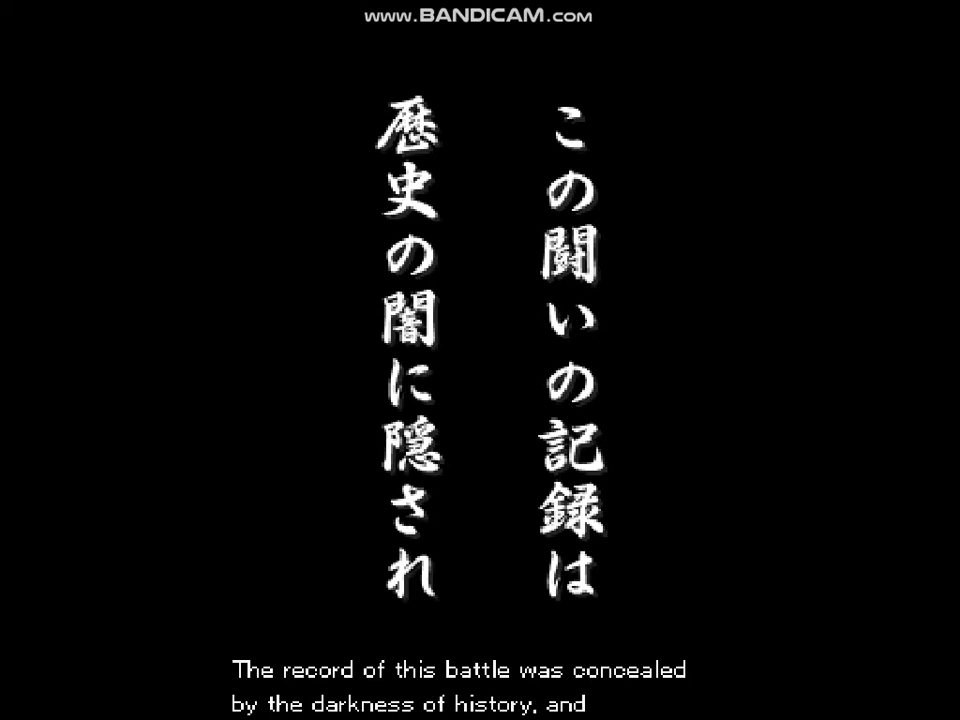 www.BANDICAM.com
この闘いの記録は
歴史の闇に隠され
The record of this battle was concealed
by the darkness of history, and